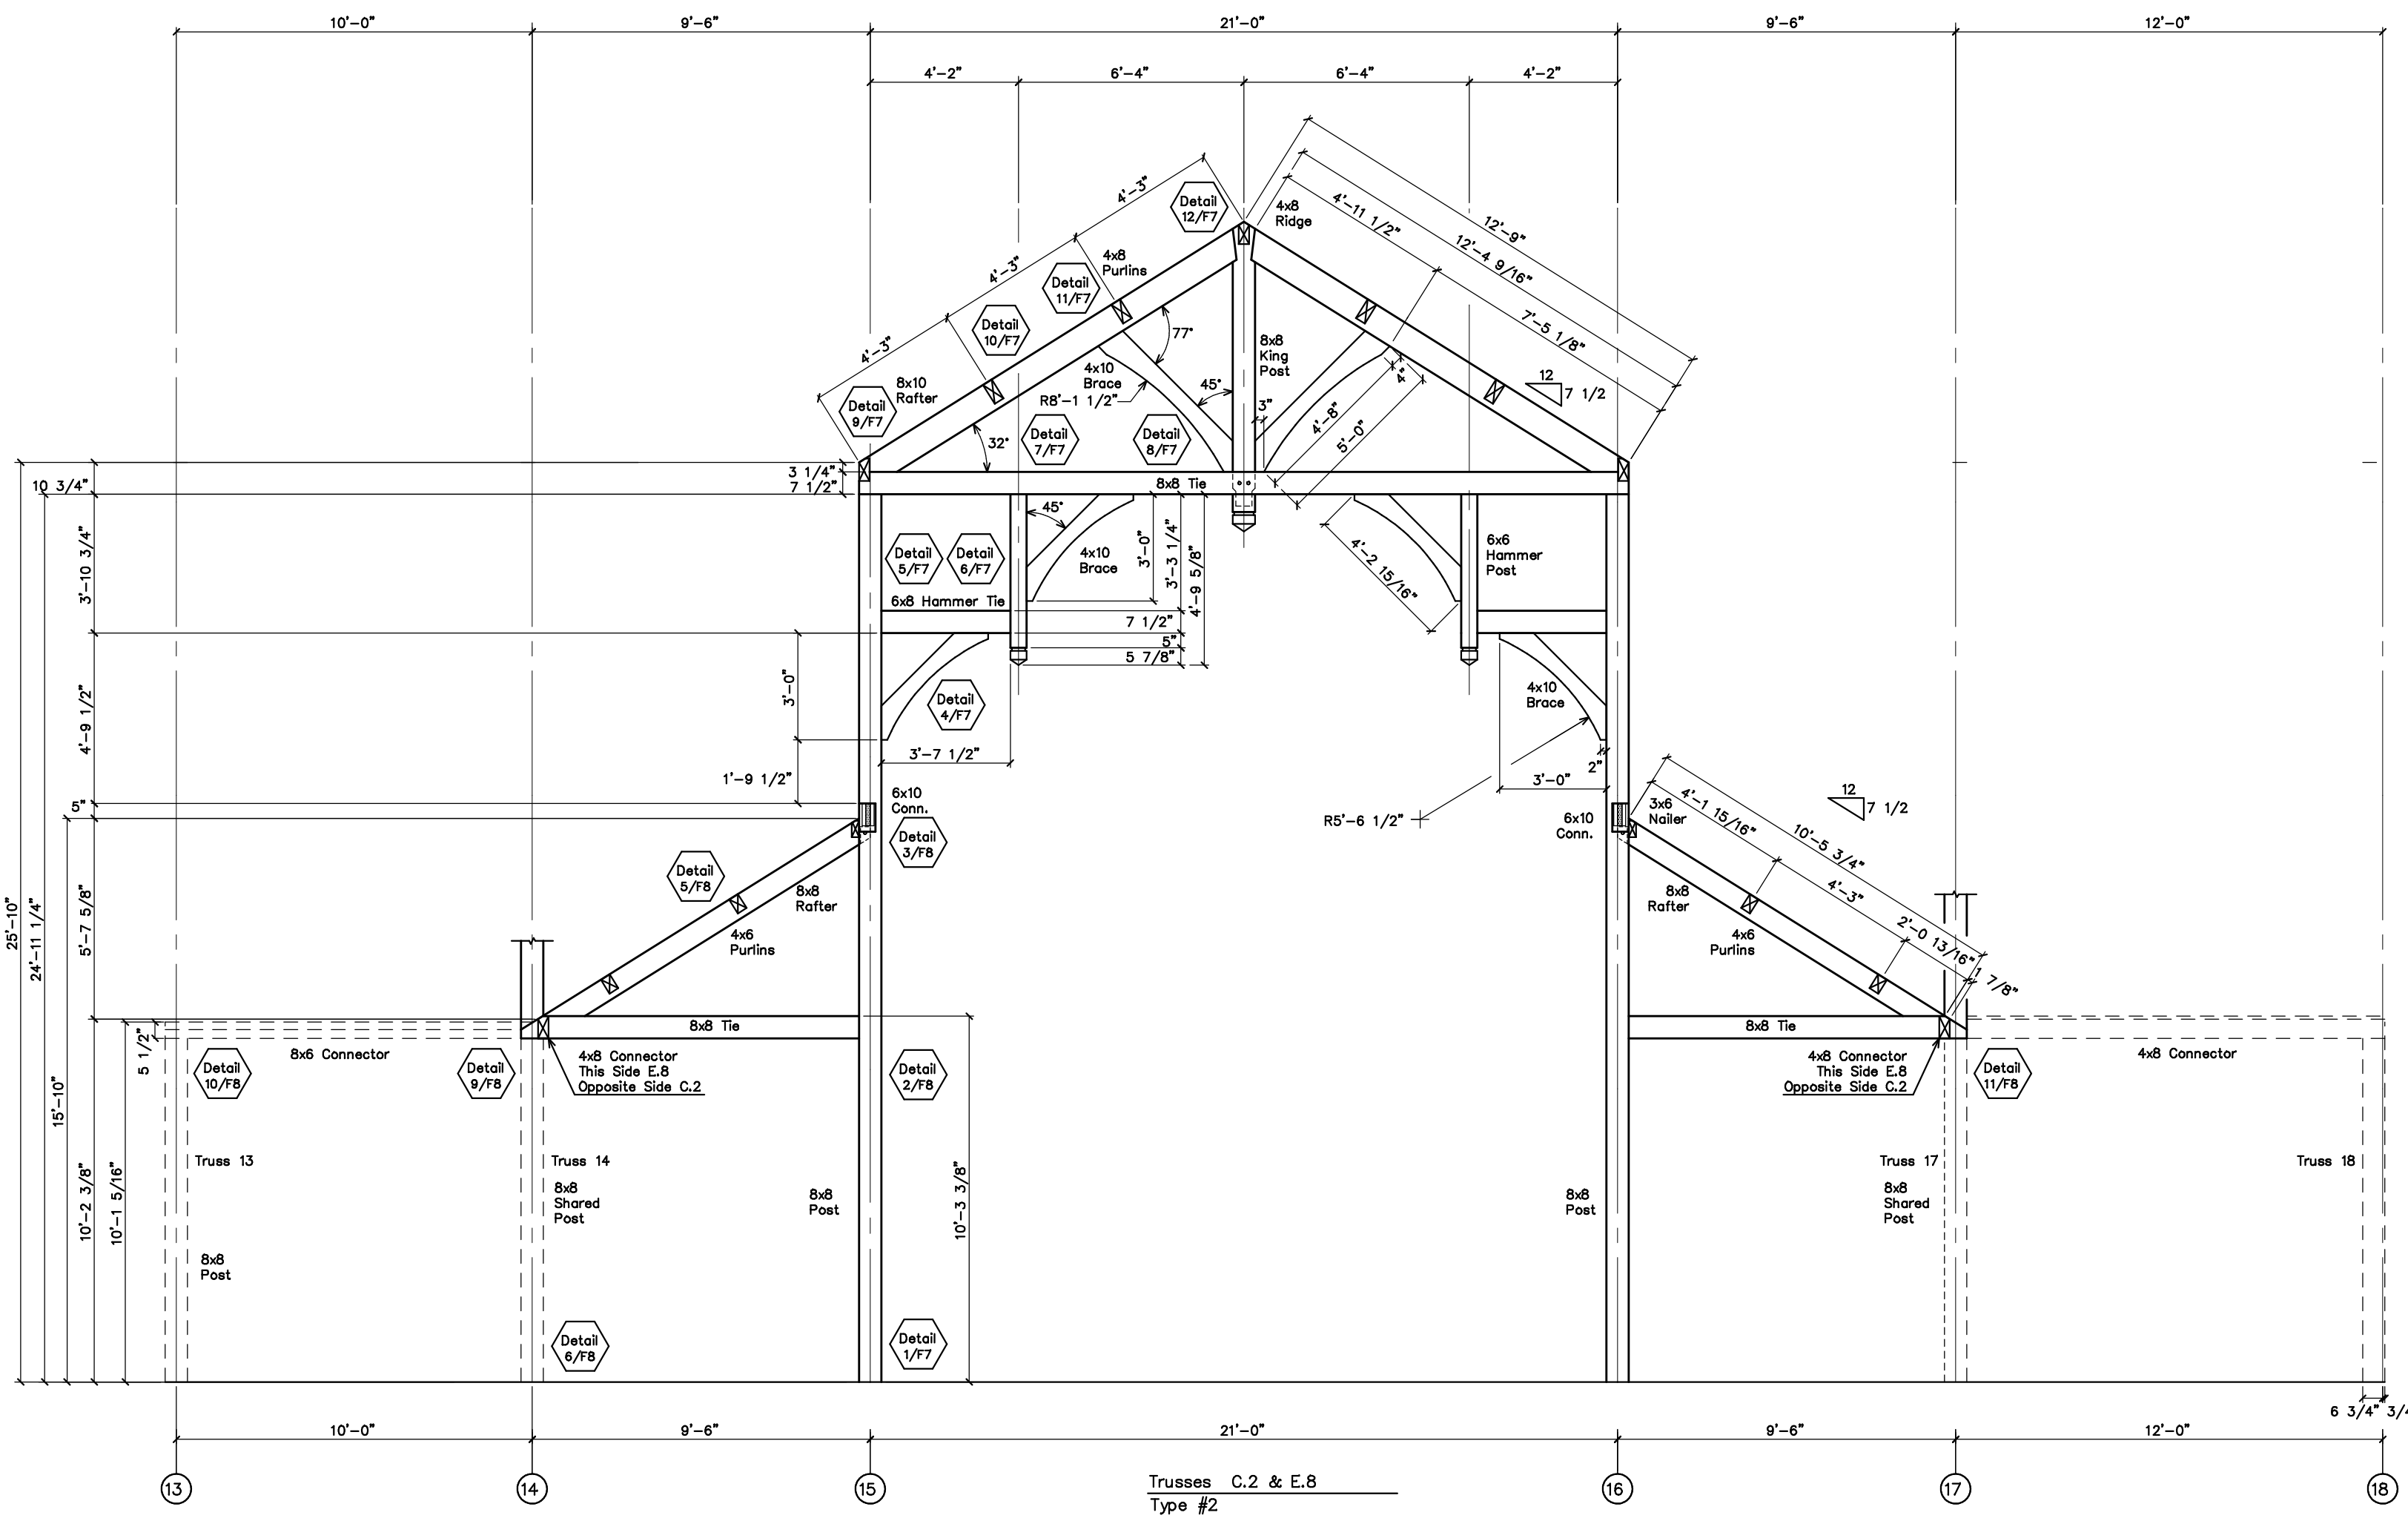 10'-0"
9'-6"
21'-0"
9'-6"
12'-0"
4'-2"
6'-4"
6'-4"
4'-2"
4'-3"
4'-3"
4'-3"
Detail
12/F7
4x8
Ridge
4'-11 1/2"
12'-9"
12'-4 9/16"
7'-5 1/8"
4x8
Purlins
Detail
11/F7
Detail
10/F7
77°
8x8
King
Post
4x10
Brace
R8'-1 1/2"
45°
3"
4"
4'-8"
5'-0"
12
7 1/2
8x10
Rafter
Detail
9/F7
32°
Detail
7/F7
Detail
8/F7
3 1/4"
7 1/2"
8x8 Tie
10 3/4"
3'-10 3/4"
45°
4x10
Brace
3'-0"
3'-3 1/4"
4'-9 5/8"
4'-2 15/16"
6x6
Hammer
Post
Detail
5/F7
Detail
6/F7
6x8 Hammer Tie
7 1/2"
5"
5 7/8"
Detail
4/F7
3'-0"
4'-9 1/2"
1'-9 1/2"
3'-7 1/2"
4x10
Brace
2"
3'-0"
R5'-6 1/2"
5"
6x10
Conn.
Detail
3/F8
6x10
Conn.
3x6
Nailer
4'-1 15/16"
10'-5 3/4"
4'-3"
2'-0 13/16"
1 7/8"
12
7 1/2
Detail
5/F8
8x8
Rafter
4x6
Purlins
8x8
Rafter
4x6
Purlins
25'-10"
24'-11 1/4"
5'-7 5/8"
15'-10"
10'-2 3/8"
10'-1 5/16"
5 1/2"
8x6 Connector
8x8 Tie
8x8 Tie
4x8 Connector
Detail
10/F8
Detail
9/F8
4x8 Connector
This Side E.8
Opposite Side C.2
Detail
2/F8
4x8 Connector
This Side E.8
Opposite Side C.2
Detail
11/F8
Truss 13
Truss 14
8x8
Shared
Post
8x8
Post
10'-3 3/8"
8x8
Post
Truss 17
8x8
Shared
Post
Truss 18
8x8
Post
Detail
6/F8
Detail
1/F7
6 3/4"
10'-0"
9'-6"
21'-0"
9'-6"
12'-0"
13
14
15
16
17
18
Trusses C.2 & E.8
Type #2